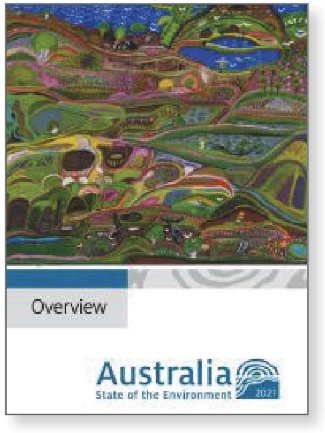 Overview
Australia
State of the Environment
2021